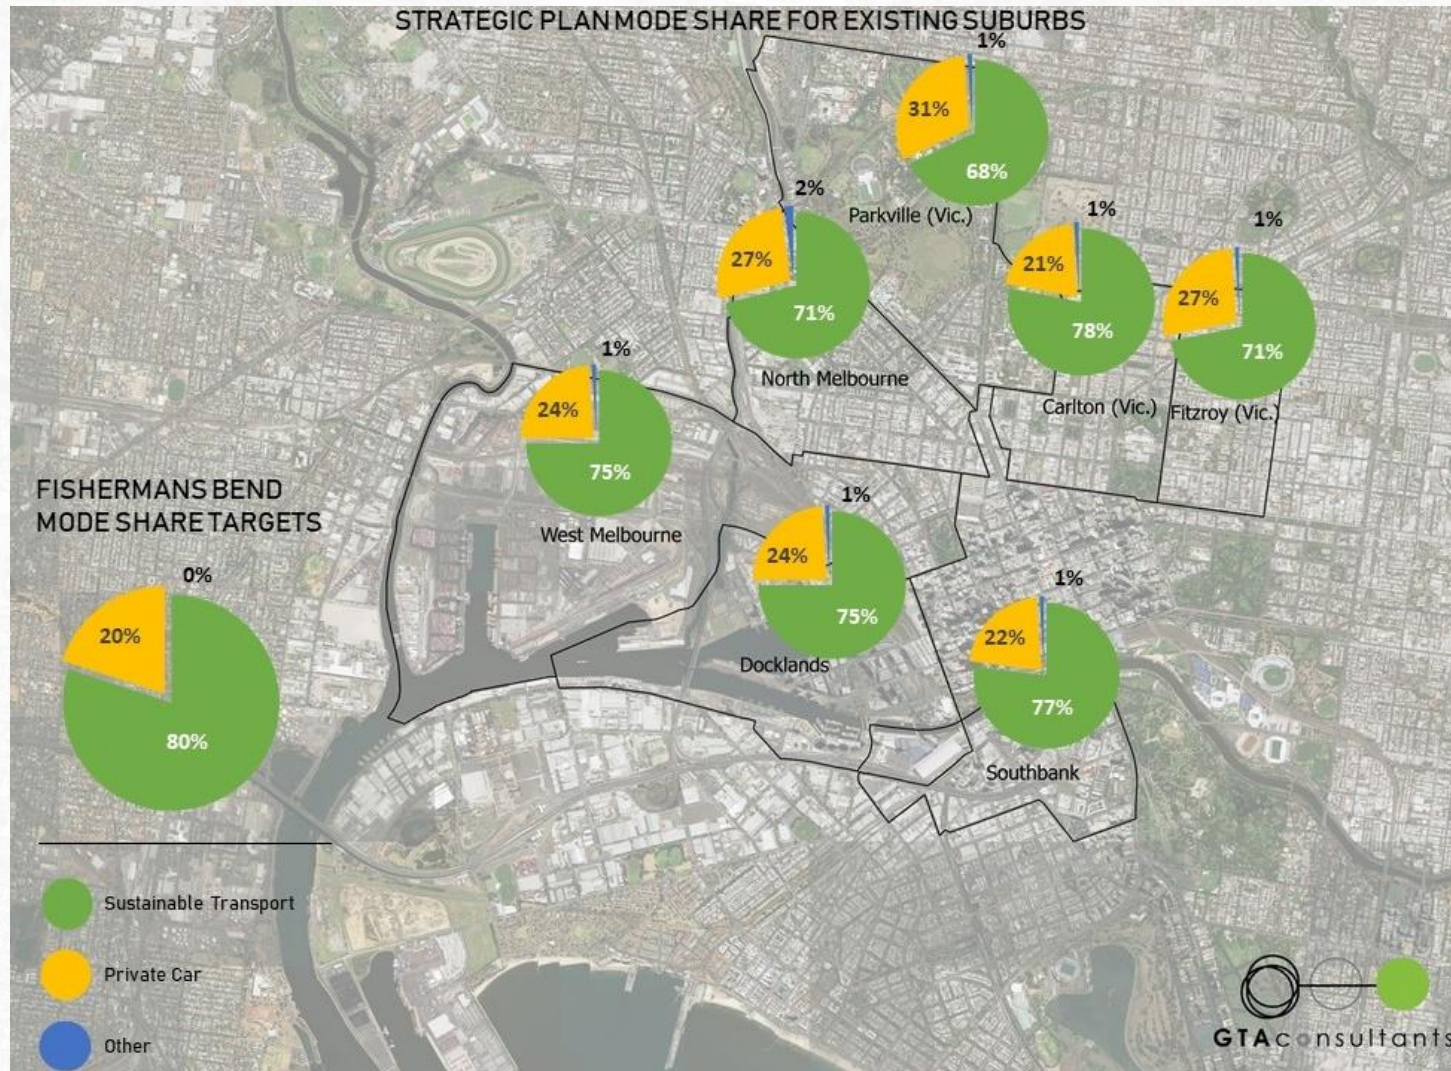 STRATEGIC PLAN MODE SHARE FOR EXISTING SUBURBS
1%
31%
68%
Parkville (Vic.)
2%
27%
71%
North Melbourne
1%
21%
78%
Carlton (Vic.)
1%
27%
71%
Fitzroy (Vic.)
1%
24%
75%
West Melbourne
1%
24%
75%
Docklands
1%
22%
77%
Southbank
FISHERMANS BEND
MODE SHARE TARGETS
0%
20%
80%
Sustainable Transport
Private Car
Other
GTAconsultants